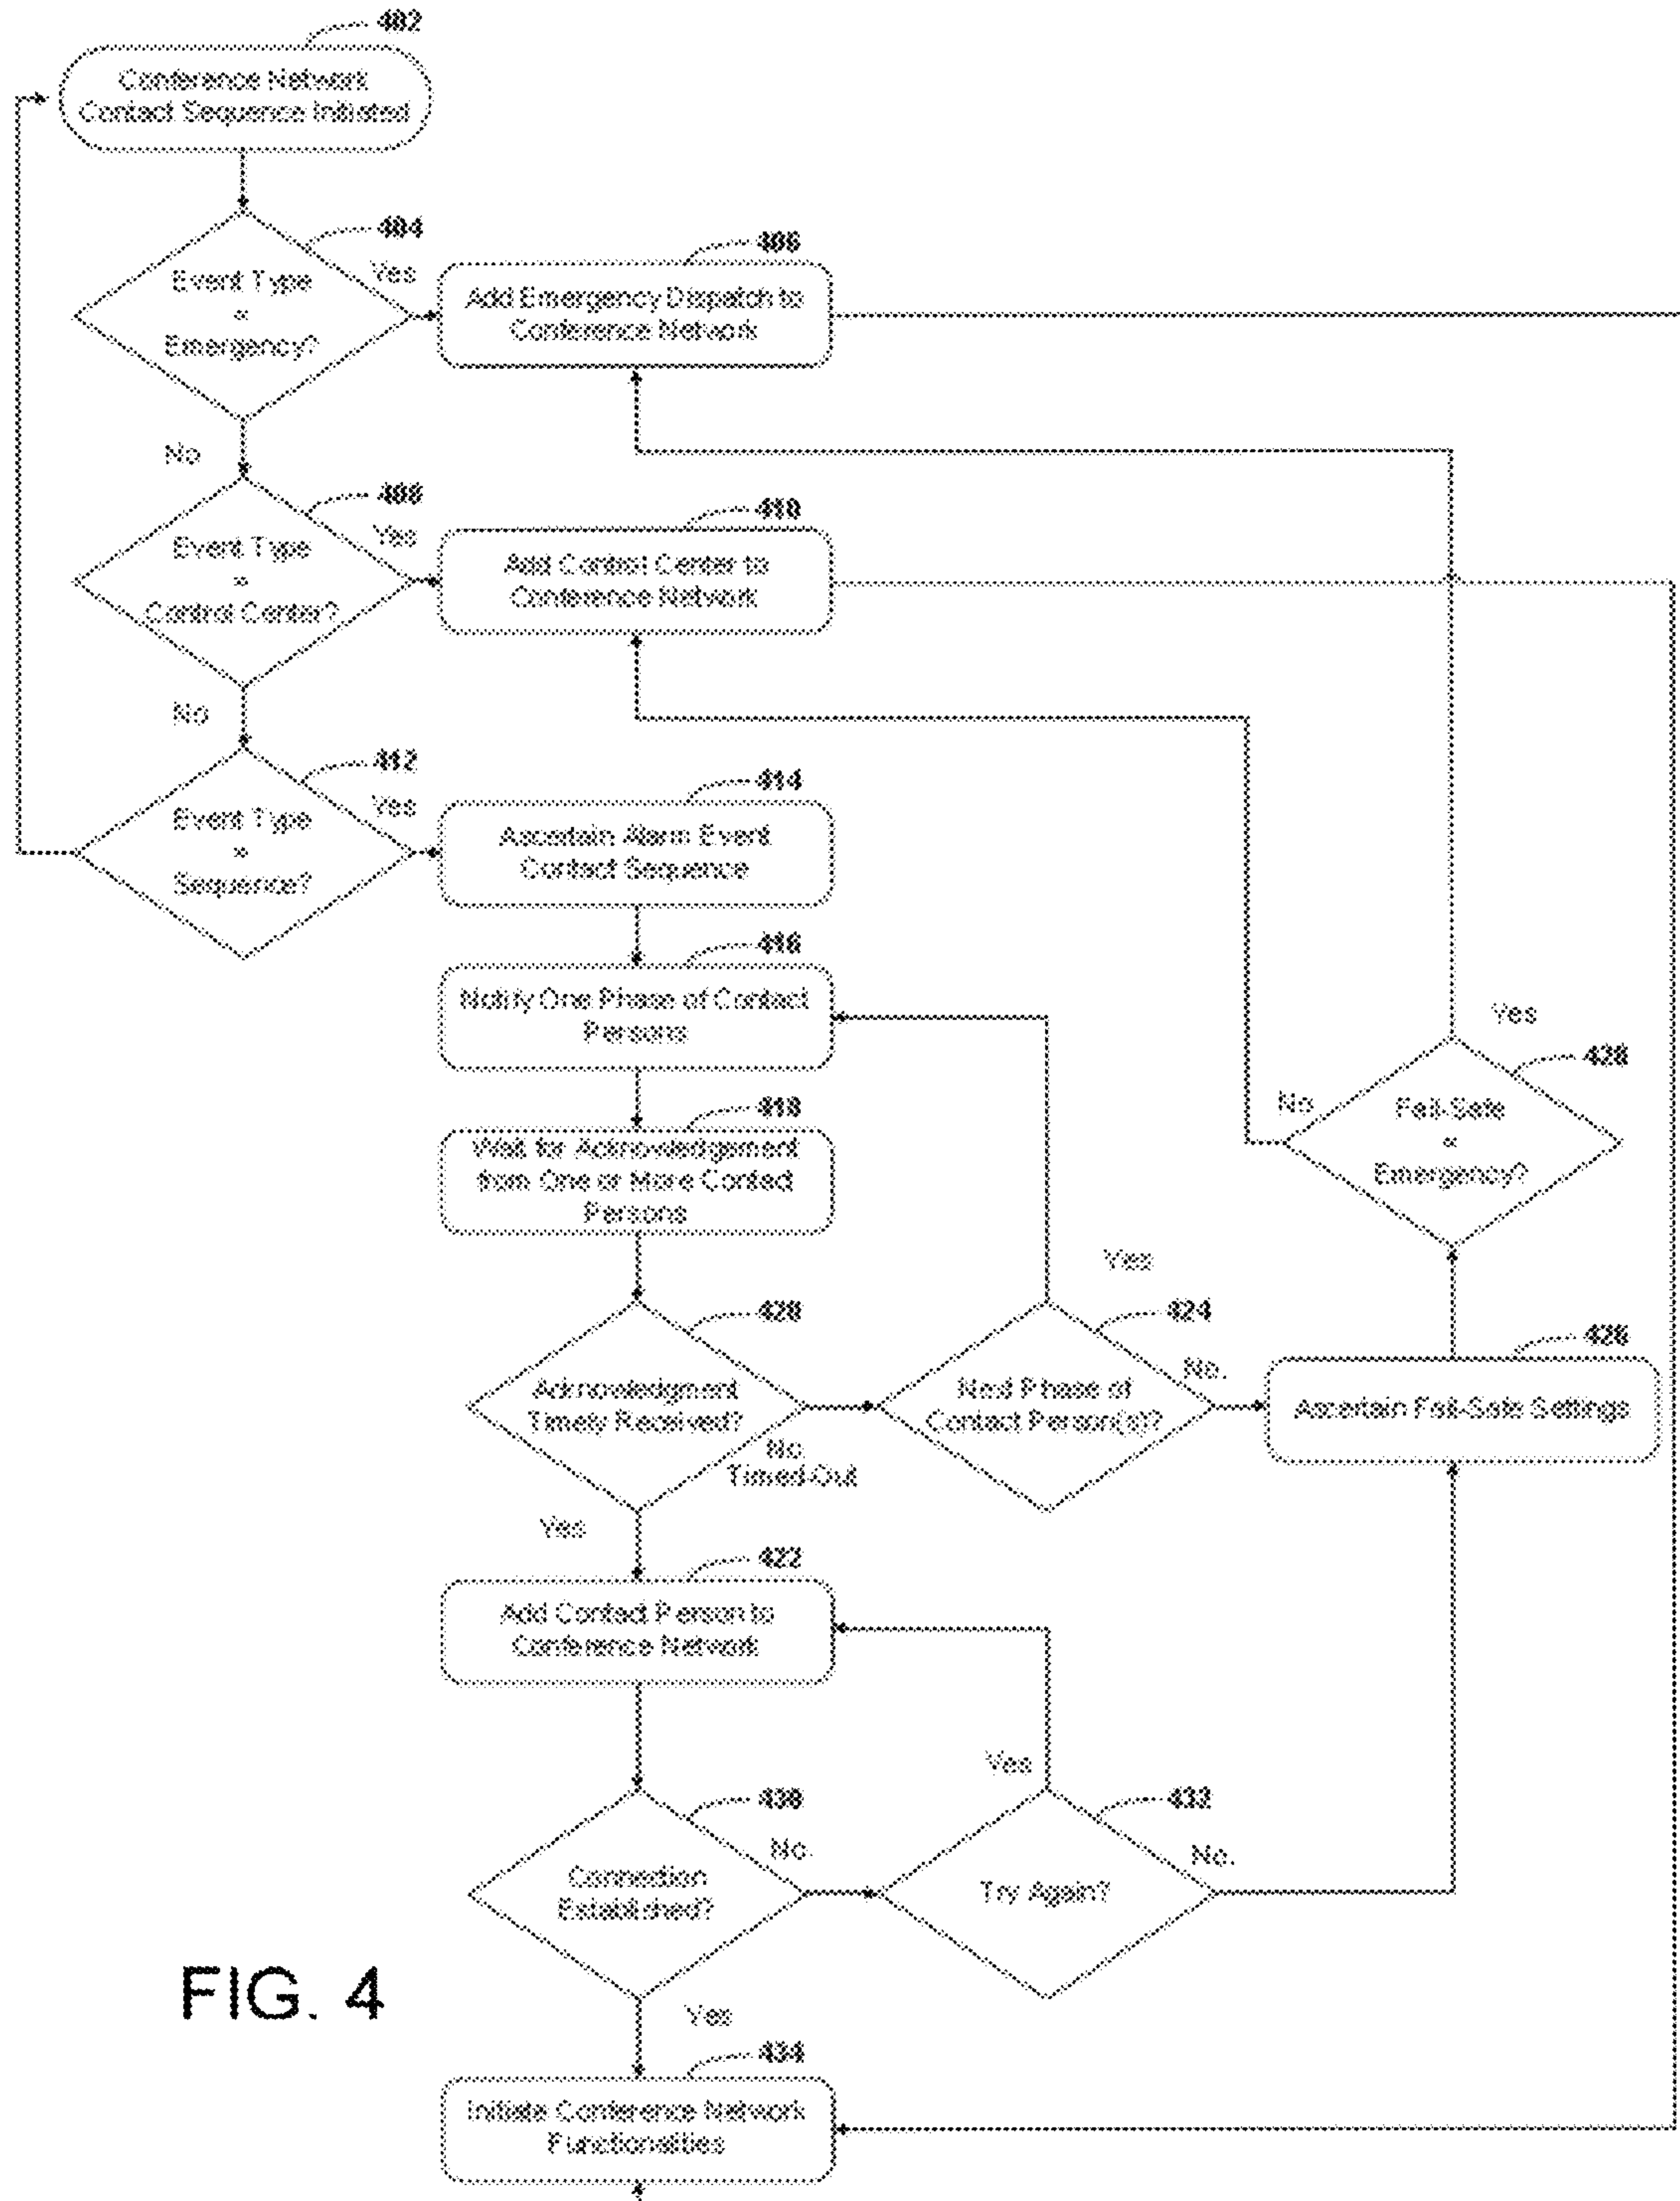 402
Conference Network
Contact Sequence Initiated
404
Event Type
=
Emergency?
Yes
No
406
Add Emergency Dispatch to
Conference Network
408
Event Type
=
Control Center?
Yes
No
410
Add Control Center to
Conference Network
412
Event Type
=
Sequence?
Yes
414
Ascertain Alarm Event
Contact Sequence
416
Notify One Phase of Contact
Persons
418
Wait for Acknowledgment
from One or More Contact
Persons
420
Acknowledgment
Timely Received?
No
Timed-Out
Yes
424
Next Phase of
Contact Person(s)?
Yes
No.
426
Ascertain Fail-Safe Settings
428
Fail-Safe
=
Emergency?
Yes
No
422
Add Contact Person to
Conference Network
430
Connection
Established?
No.
Yes
432
Try Again?
Yes
No.
434
Initiate Conference Network
Functionalities
FIG. 4